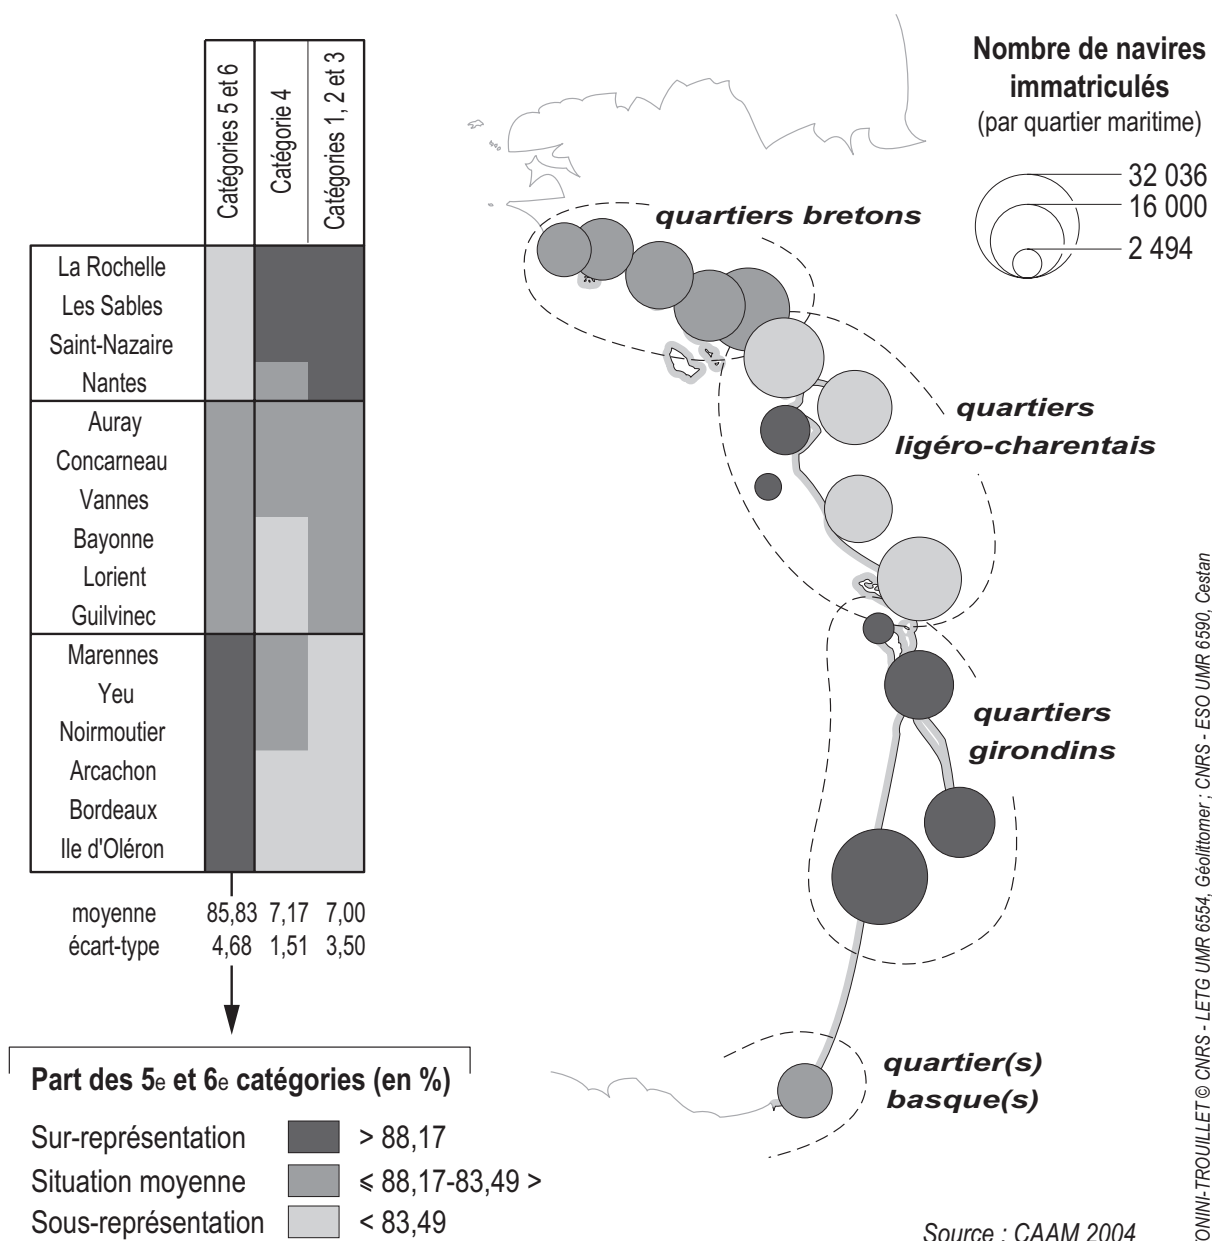 Catégories 5 et 6
Catégorie 4
Catégories 1, 2 et 3
La Rochelle
Les Sables
Saint-Nazaire
Nantes
Auray
Concarneau
Vannes
Bayonne
Lorient
Guilvinec
Marennes
Yeu
Noirmoutier
Arcachon
Bordeaux
Ile d'Oléron
moyenne 85,83 7,17 7,00
écart-type 4,68 1,51 3,50
Part des 5e et 6e catégories (en %)
Sur-représentation > 88,17
Situation moyenne ⩽ 88,17-83,49 >
Sous-représentation < 83,49
Nombre de navires
immatriculés
(par quartier maritime)
32 036
16 000
2 494
quartiers bretons
quartiers
ligéro-charentais
quartiers
girondins
quartier(s)
basque(s)
Source : CAAM 2004
ONINI-TROUILLET © CNRS - LETG UMR 6554, Géolittomer ; CNRS - ESO UMR 6590, Cestan